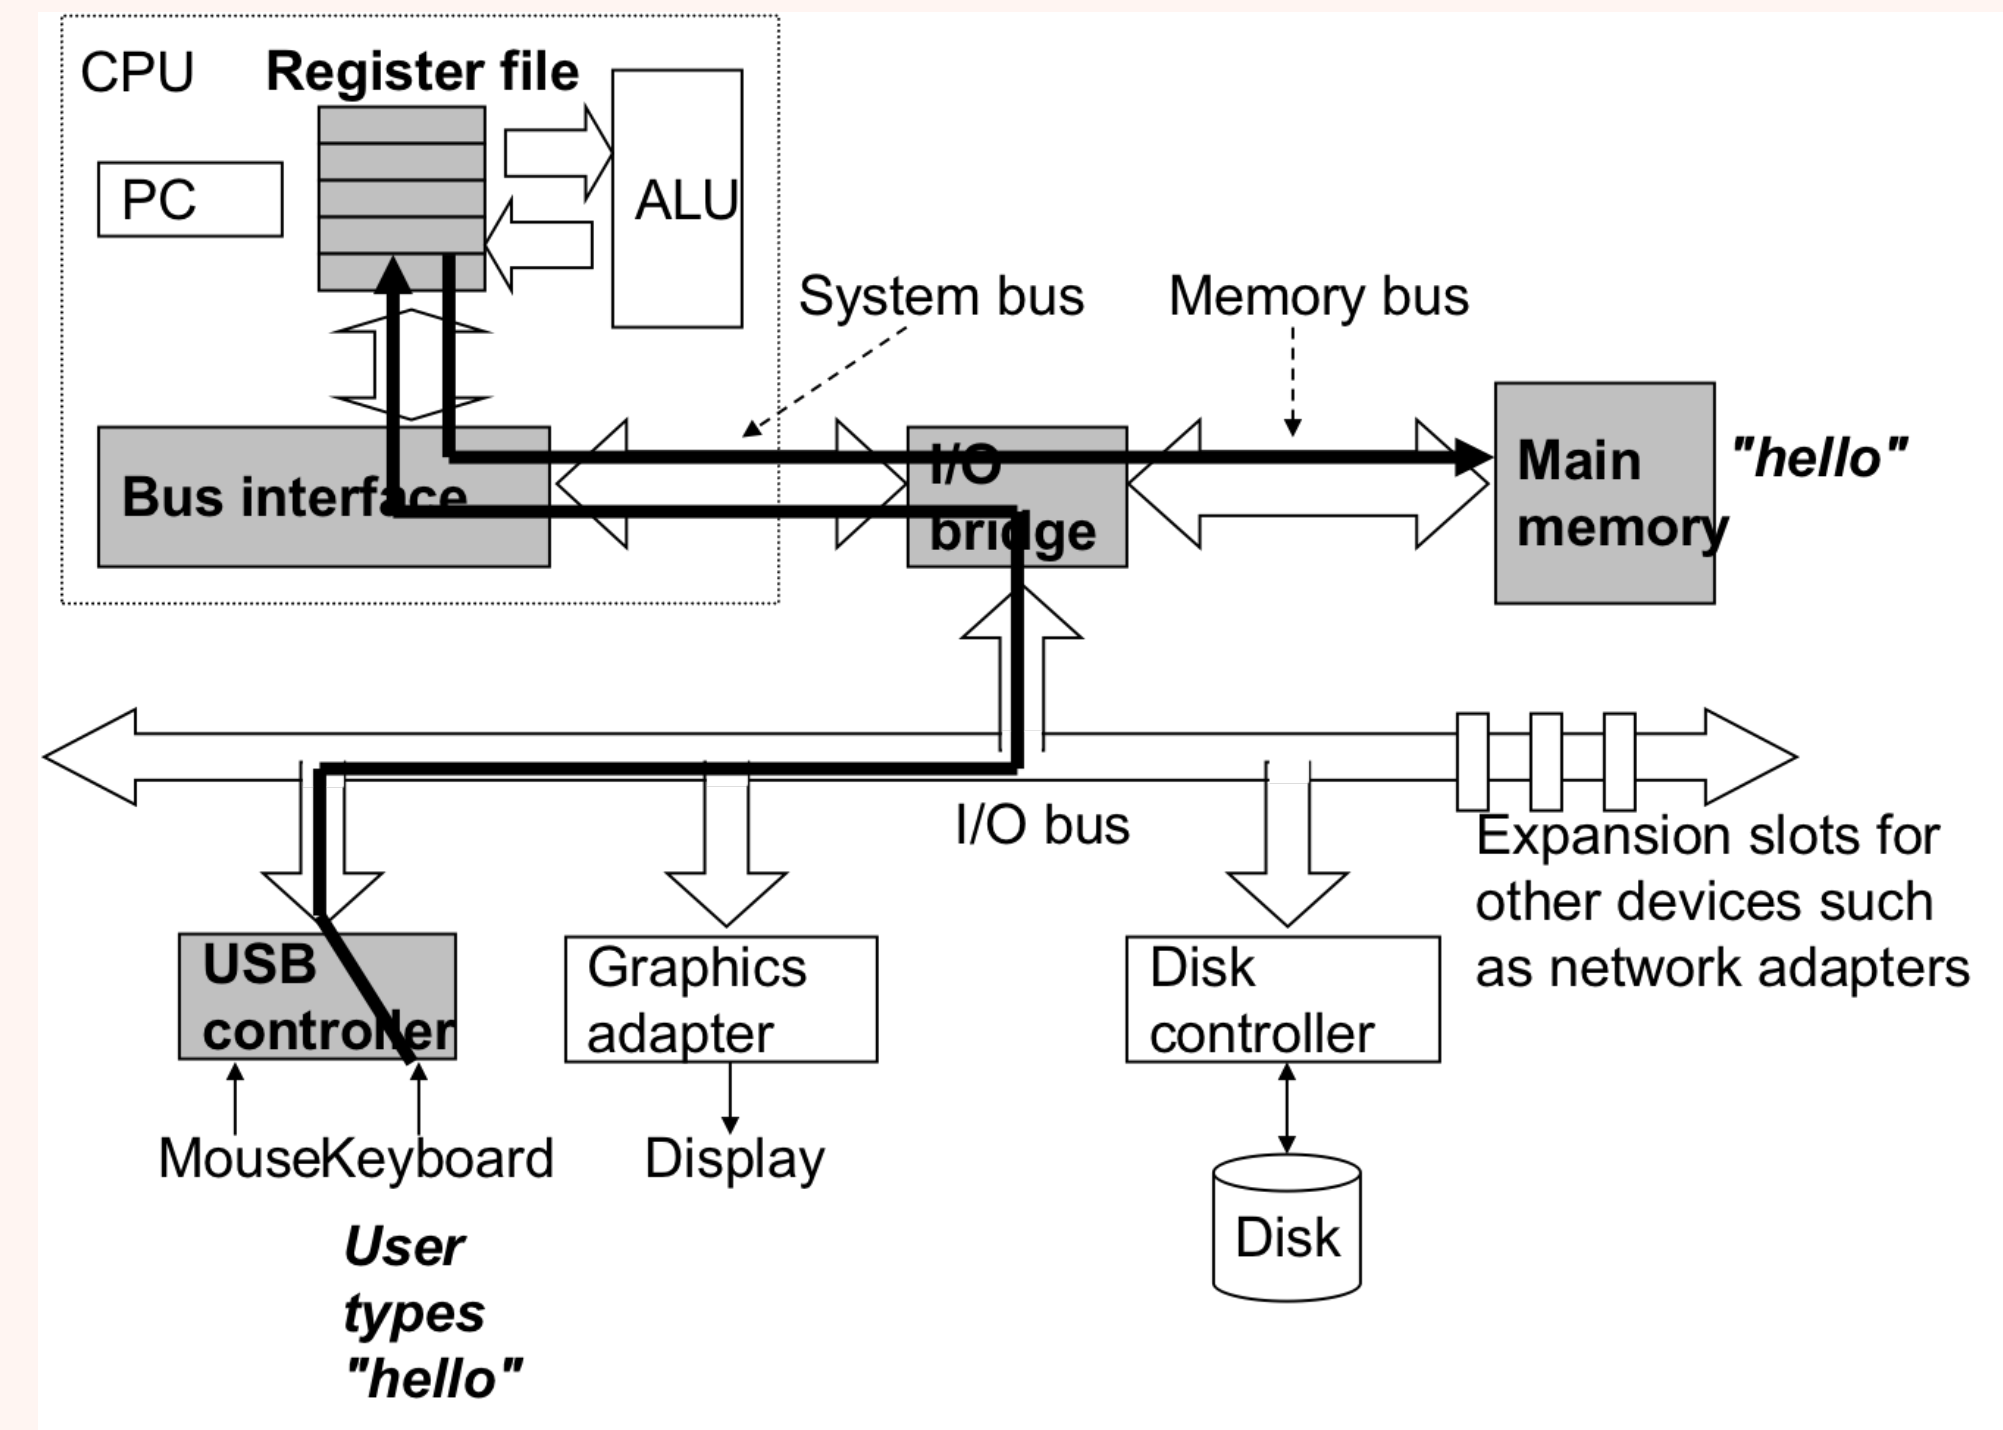 CPU
Register file
PC
ALU
System bus
Memory bus
Bus interface
I/O
bridge
Main
memory
"hello"
I/O bus
Expansion slots for
other devices such
as network adapters
USB
controller
Graphics
adapter
Disk
controller
Mouse
Keyboard
Display
Disk
User
types
"hello"